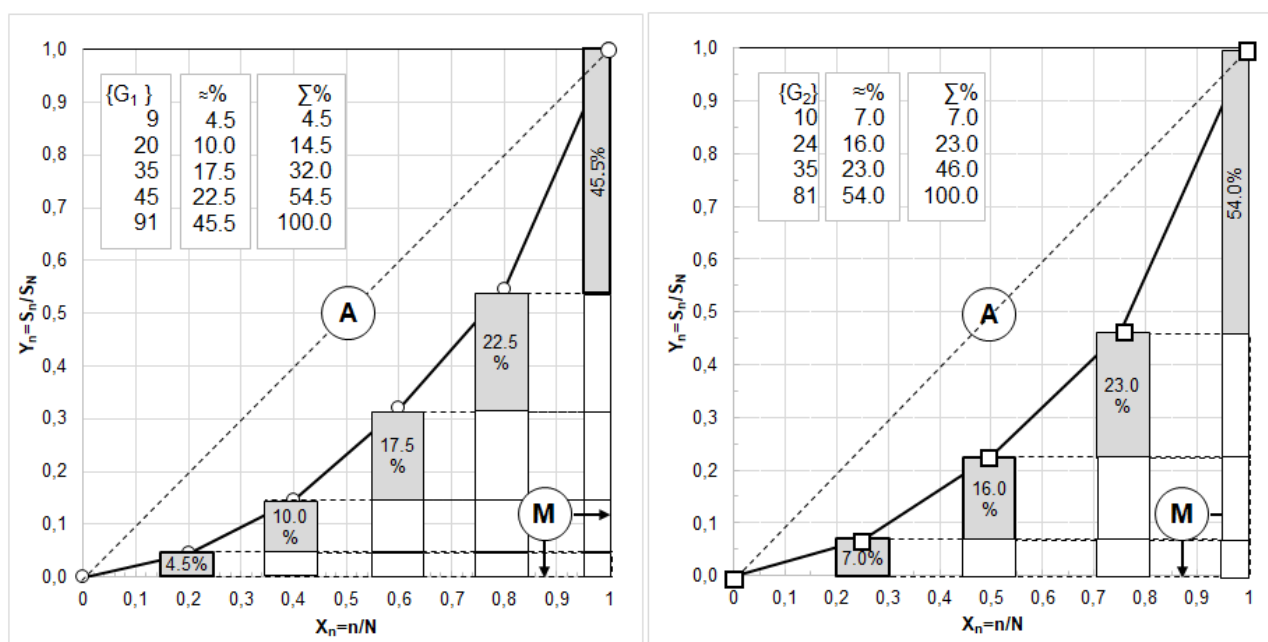 1,0
0,9
0,8
0,7
0,6
0,5
0,4
0,3
0,2
0,1
0,0
Yₙ=Sₙ/S_N
{G₁ } ≈% ∑%
9 4.5 4.5
20 10.0 14.5
35 17.5 32.0
45 22.5 54.5
91 45.5 100.0
45.5%
A
22.5
%
17.5
%
10.0
%
M
4.5%
0 0,1 0,2 0,3 0,4 0,5 0,6 0,7 0,8 0,9 1
Xₙ=n/N
1,0
0,9
0,8
0,7
0,6
0,5
0,4
0,3
0,2
0,1
0,0
Yₙ=Sₙ/S_N
{G₂} ≈% ∑%
10 7.0 7.0
24 16.0 23.0
35 23.0 46.0
81 54.0 100.0
54.0%
A
23.0
%
16.0
%
M
7.0%
0 0,1 0,2 0,3 0,4 0,5 0,6 0,7 0,8 0,9 1
Xₙ=n/N